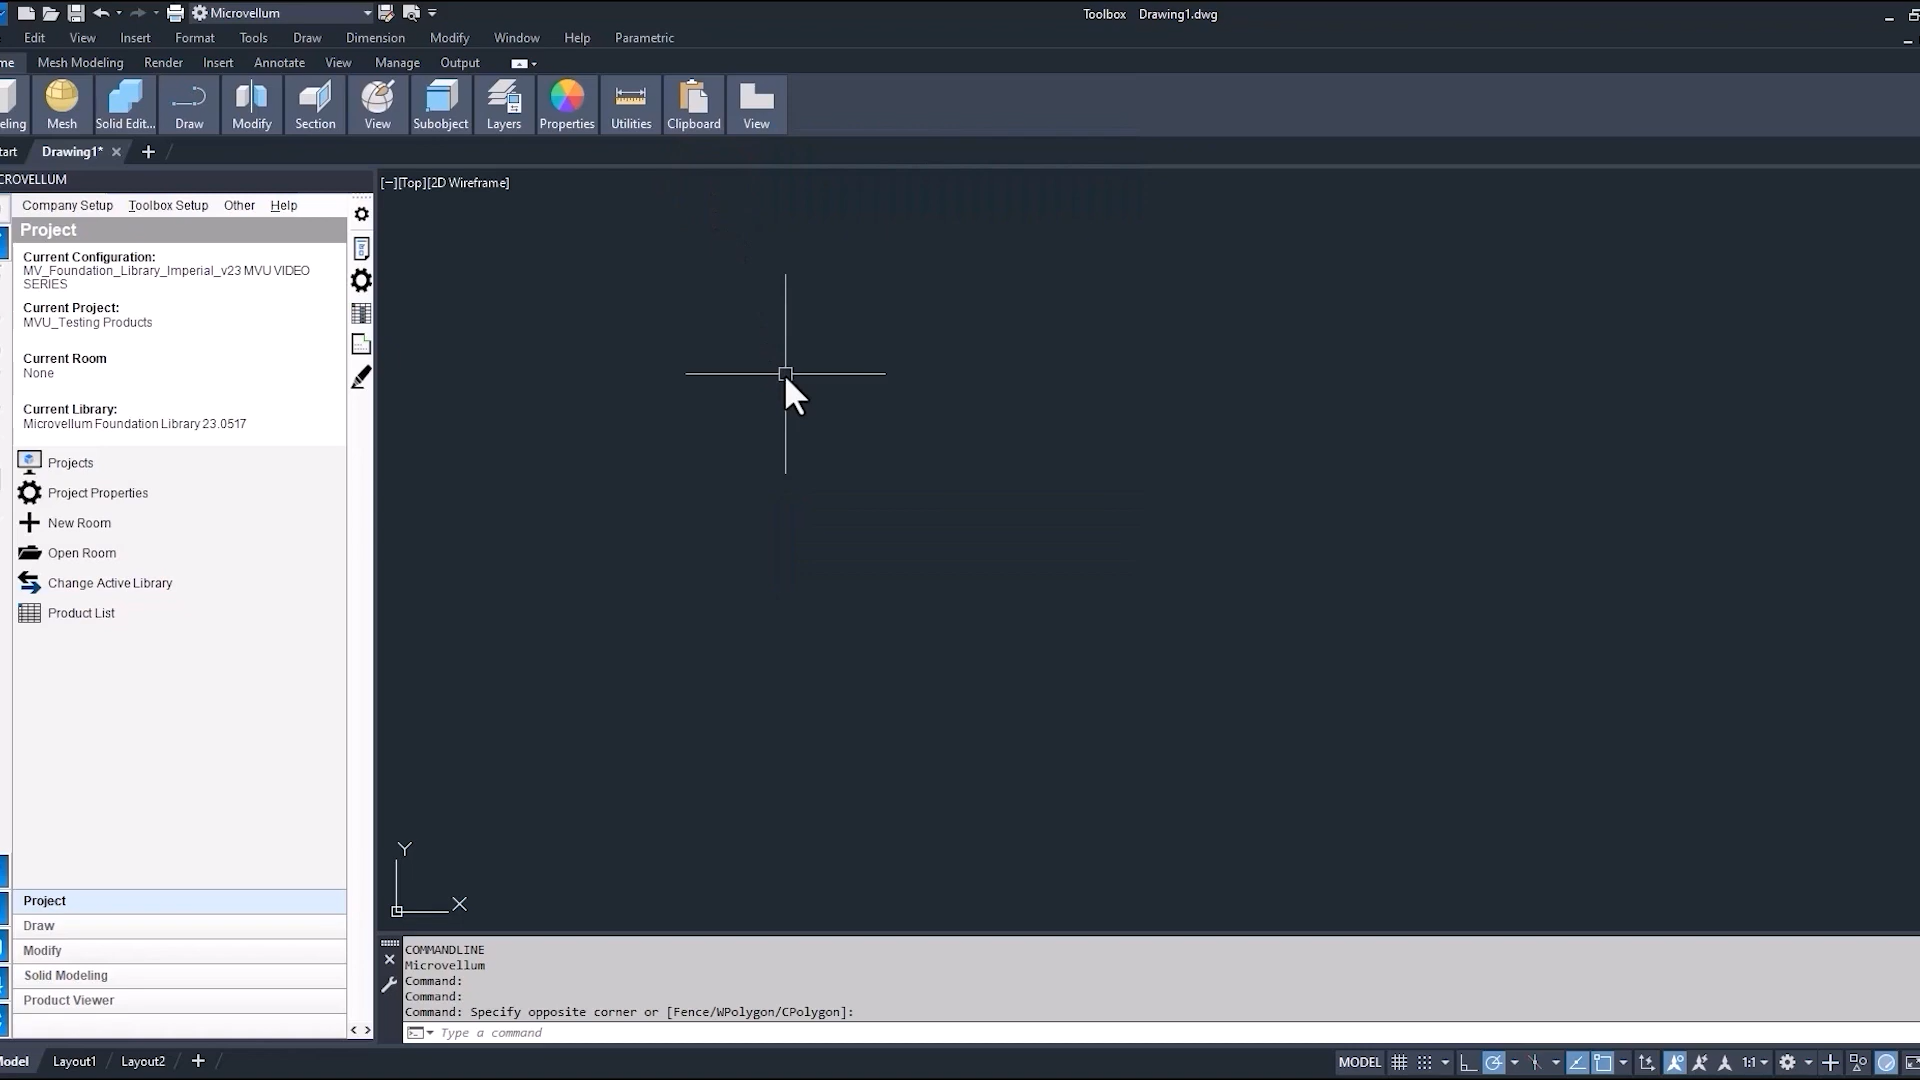 Microvellum
Toolbox Drawing1.dwg
Edit View Insert Format Tools Draw Dimension Modify Window Help Parametric
me Mesh Modeling Render Insert Annotate View Manage Output
eling Mesh Solid Edit... Draw Modify Section View Subobject Layers Properties Utilities Clipboard View
tart Drawing1* +
CROVELLUM
[−][Top][2D Wireframe]
Company Setup Toolbox Setup Other Help
Project
Current Configuration:
MV_Foundation_Library_Imperial_v23 MVU VIDEO
SERIES
Current Project:
MVU_Testing Products
Current Room
None
Current Library:
Microvellum Foundation Library 23.0517
Projects
Project Properties
New Room
Open Room
Change Active Library
Product List
Y
X
Project
Draw
Modify
Solid Modeling
Product Viewer
COMMANDLINE
Microvellum
Command:
Command:
Command: Specify opposite corner or [Fence/WPolygon/CPolygon]:
Type a command
Model Layout1 Layout2 +
MODEL 1:1